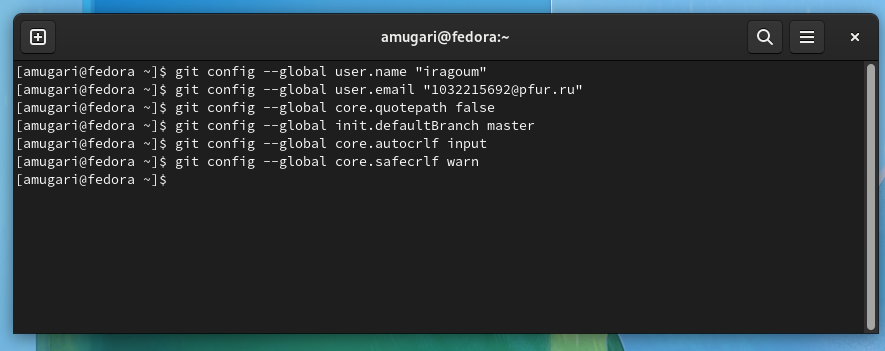 amugari@fedora:~
[amugari@fedora ~]$ git config --global user.name "iragoum"
[amugari@fedora ~]$ git config --global user.email "1032215692@pfur.ru"
[amugari@fedora ~]$ git config --global core.quotepath false
[amugari@fedora ~]$ git config --global init.defaultBranch master
[amugari@fedora ~]$ git config --global core.autocrlf input
[amugari@fedora ~]$ git config --global core.safecrlf warn
[amugari@fedora ~]$